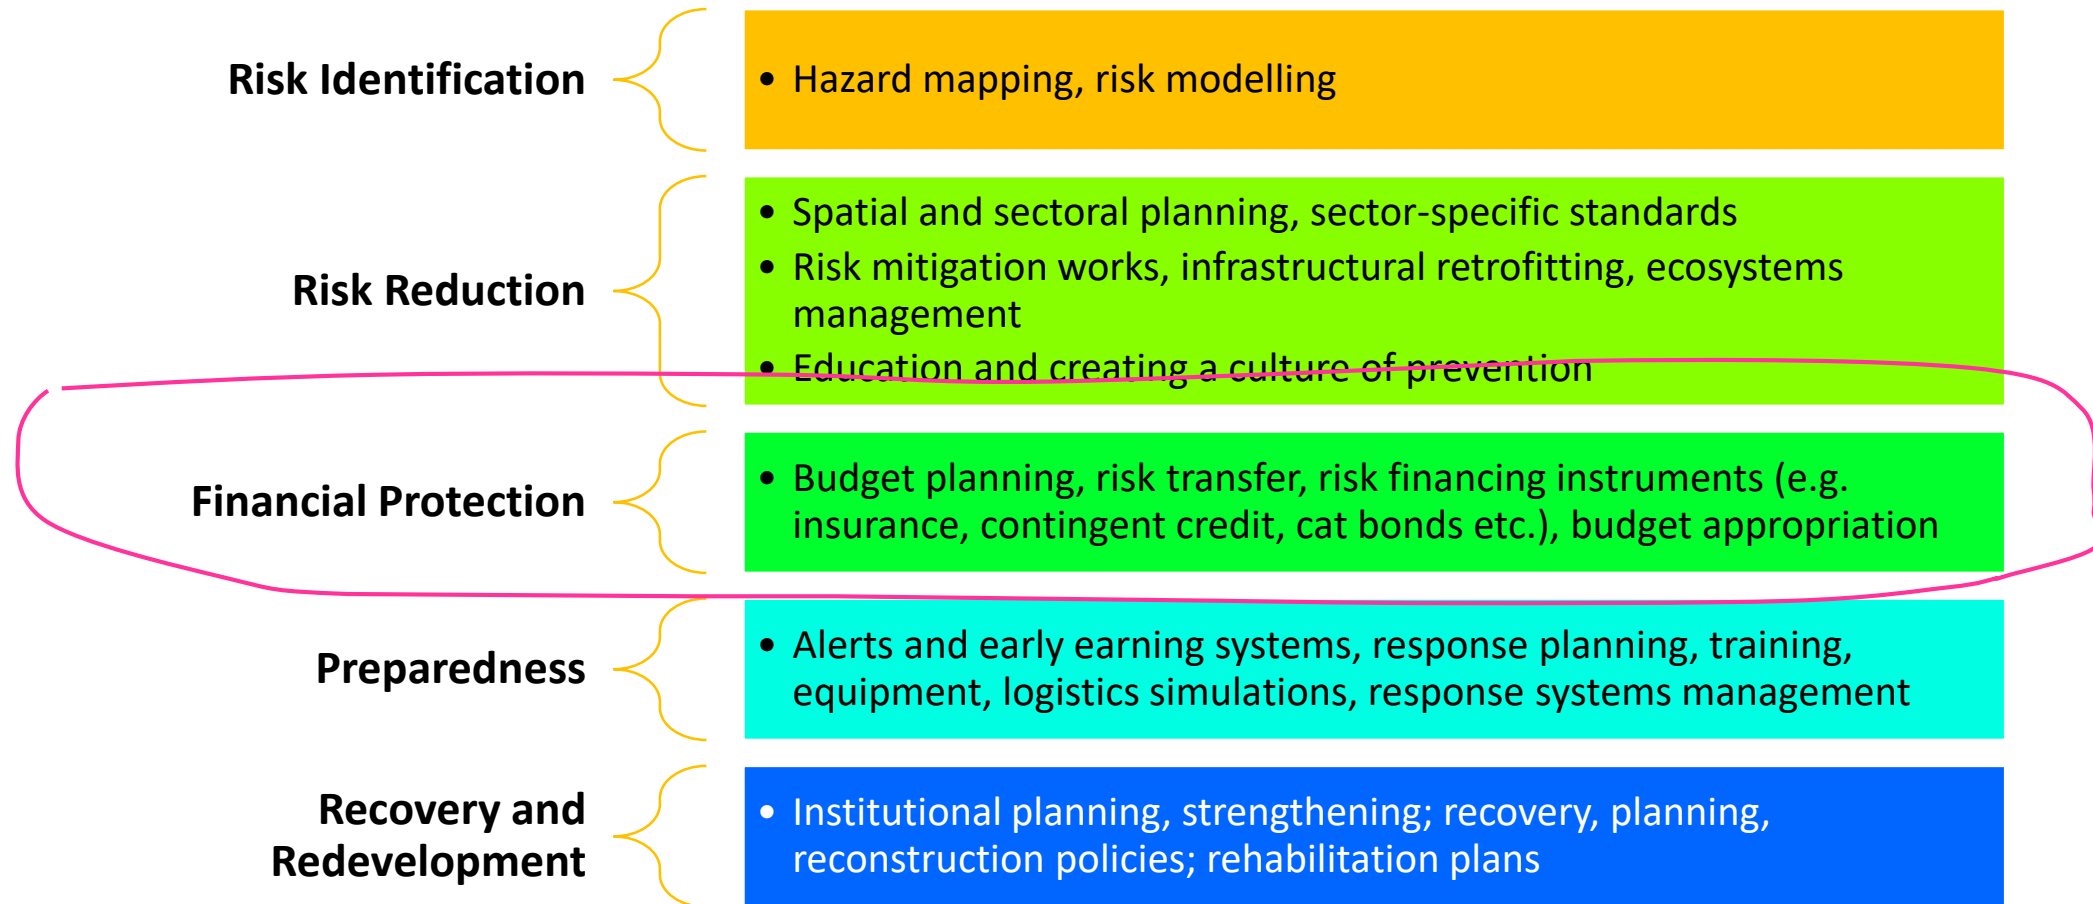 Risk Identification
• Hazard mapping, risk modelling
Risk Reduction
• Spatial and sectoral planning, sector-specific standards
• Risk mitigation works, infrastructural retrofitting, ecosystems
management
• Education and creating a culture of prevention
Financial Protection
• Budget planning, risk transfer, risk financing instruments (e.g.
insurance, contingent credit, cat bonds etc.), budget appropriation
Preparedness
• Alerts and early earning systems, response planning, training,
equipment, logistics simulations, response systems management
Recovery and
Redevelopment
• Institutional planning, strengthening; recovery, planning,
reconstruction policies; rehabilitation plans